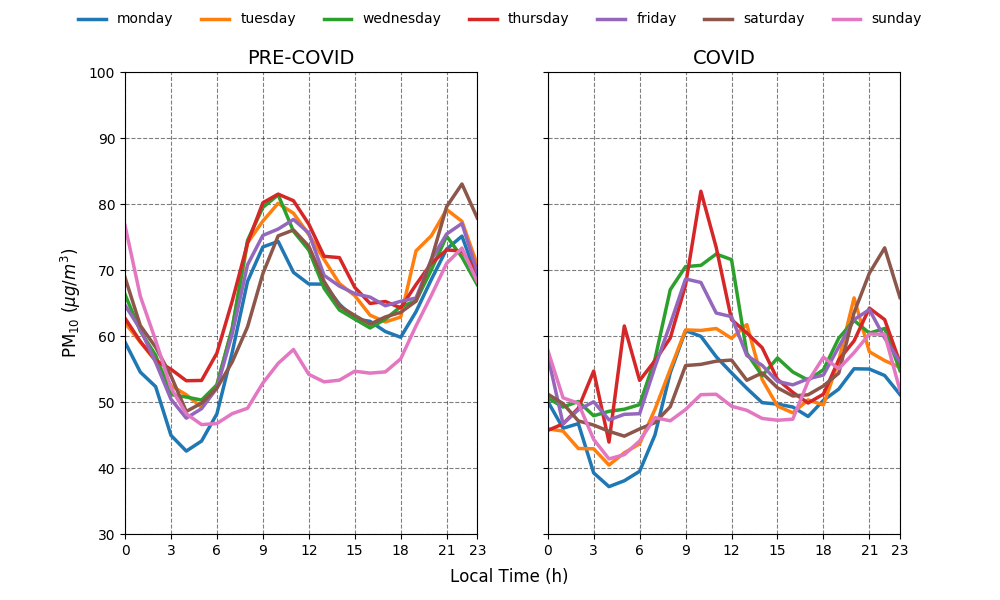 monday tuesday wednesday thursday friday saturday sunday
PRE-COVID COVID
100
90
80
70
60
50
40
30
PM₁₀ (μg/m³)
0 3 6 9 12 15 18 21 23 0 3 6 9 12 15 18 21 23
Local Time (h)